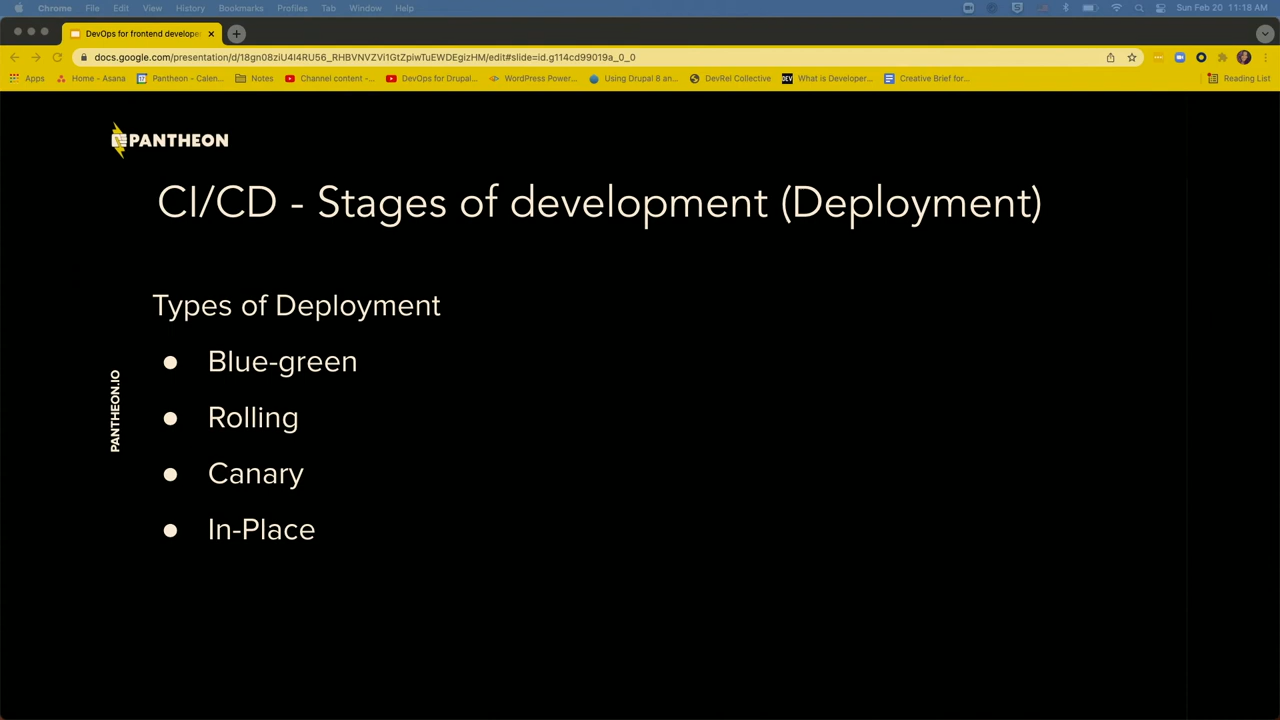 Chrome File Edit View History Bookmarks Profiles Tab Window Help Sun Feb 20 11:18 AM
DevOps for frontend develope
docs.google.com/presentation/d/18gn08ziU4I4RU56_RHBVNVZVi1GtZpiwTuEWDEgizHM/edit#slide=id.g114cd99019a_0_0
Apps Home - Asana Pantheon - Calen... Notes Channel content -... DevOps for Drupal... WordPress Power... Using Drupal 8 an... DevRel Collective DEV What is Developer... Creative Brief for... Reading List
PANTHEON
CI/CD - Stages of development (Deployment)
Types of Deployment
● Blue-green
● Rolling
● Canary
● In-Place
PANTHEON.IO